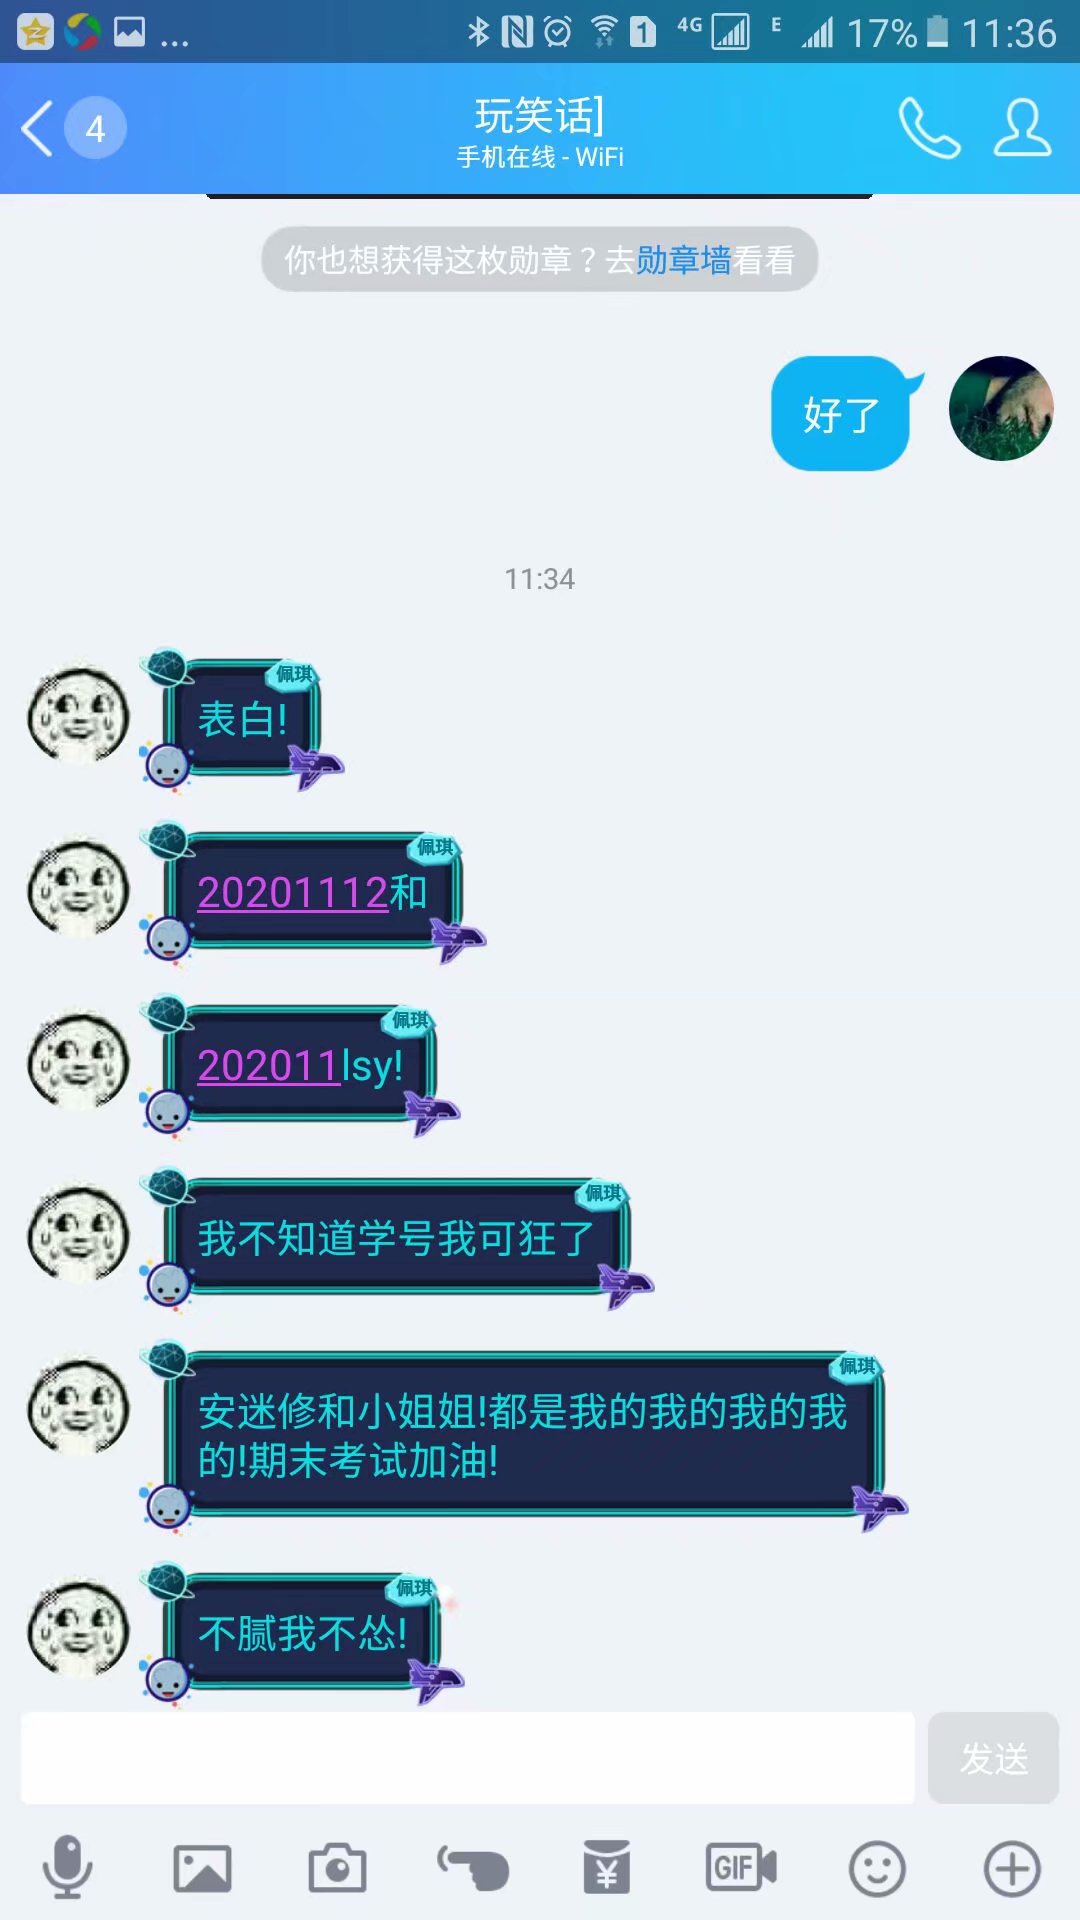 1 4G E 17% 11:36
4
玩笑话]
手机在线 - WiFi
你也想获得这枚勋章？去勋章墙看看
好了
11:34
佩琪
表白!
佩琪
20201112和
佩琪
202011lsy!
佩琪
我不知道学号我可狂了
佩琪
安迷修和小姐姐!都是我的我的我的我
的!期末考试加油!
佩琪
不腻我不怂!
发送
GIF